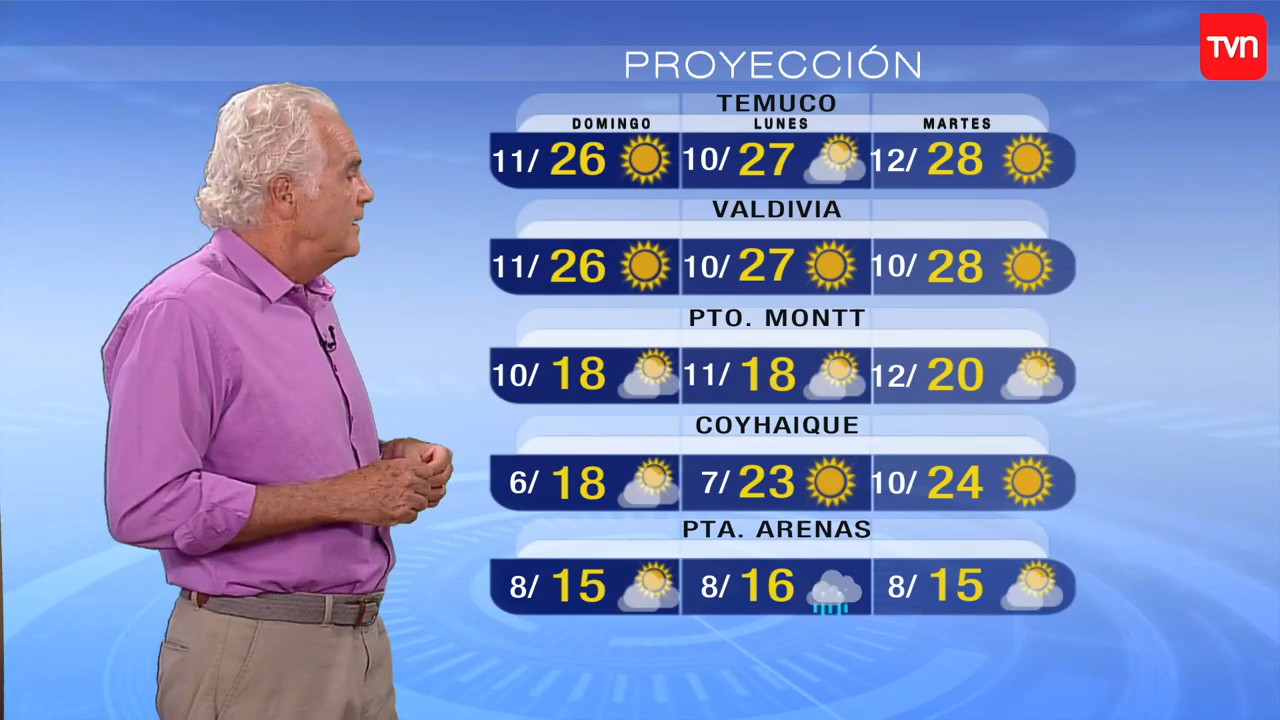 TVN
PROYECCIÓN
TEMUCO
DOMINGO LUNES MARTES
11/ 26 10/ 27 12/ 28
VALDIVIA
11/ 26 10/ 27 10/ 28
PTO. MONTT
10/ 18 11/ 18 12/ 20
COYHAIQUE
6/ 18 7/ 23 10/ 24
PTA. ARENAS
8/ 15 8/ 16 8/ 15